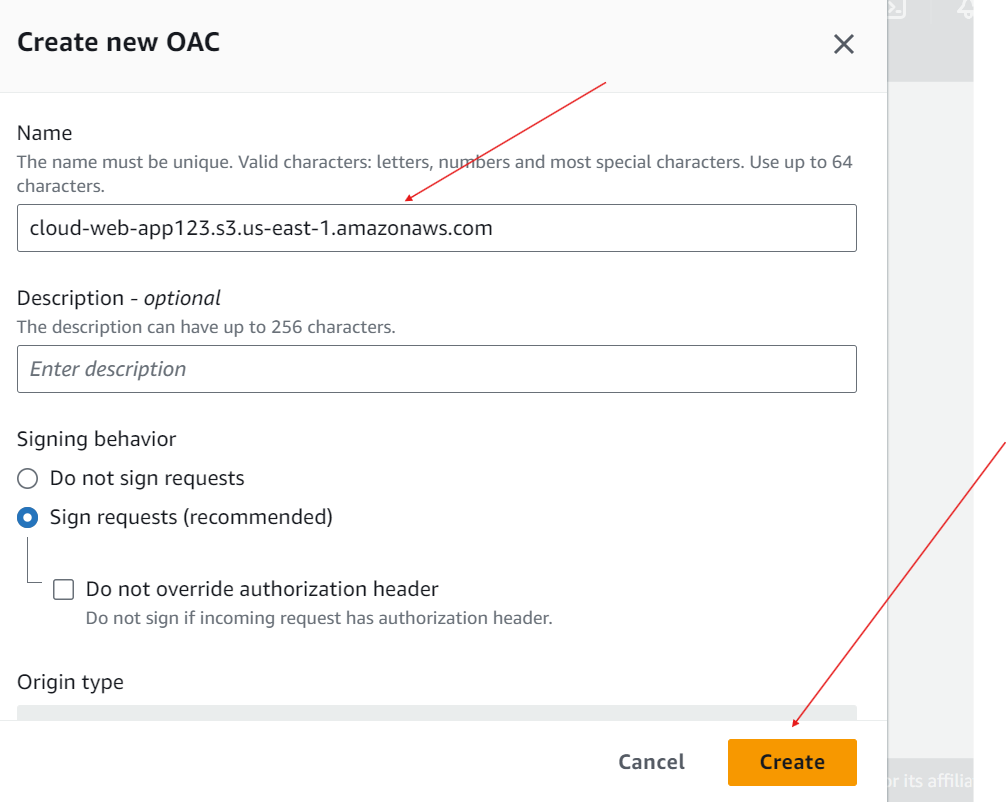 Create new OAC
Name
The name must be unique. Valid characters: letters, numbers and most special characters. Use up to 64
characters.
cloud-web-app123.s3.us-east-1.amazonaws.com
Description - optional
The description can have up to 256 characters.
Enter description
Signing behavior
Do not sign requests
Sign requests (recommended)
Do not override authorization header
Do not sign if incoming request has authorization header.
Origin type
Cancel
Create
or its affilia